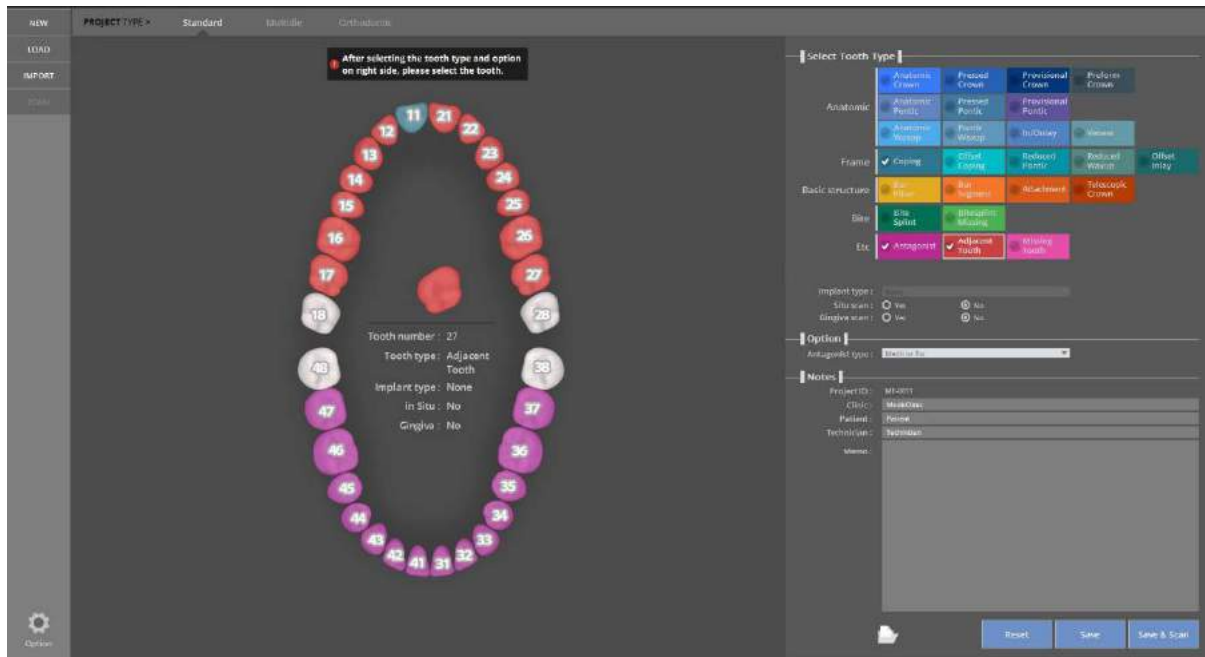 NEW
PROJECT TYPE >
Standard
Multidie
Orthodontic
LOAD
IMPORT
After selecting the tooth type and option
on right side, please select the tooth.
11 21
12 22
13 23
14 24
15 25
16 26
17 27
18 28
Tooth number : 27
Tooth type : Adjacent
Tooth
Implant type : None
in Situ : No
Gingiva : No
48 38
47 37
46 36
45 35
44 34
43 33
42 41 31 32
Option
Select Tooth Type
Anatomic
Anatomic Crown
Pressed Crown
Provisional Crown
Preform Crown
Anatomic Pontic
Pressed Pontic
Provisional Pontic
Anatomic Waxup
Pontic Waxup
In/Onlay
Veneer
Frame
Coping
Offset Coping
Reduced Pontic
Reduced Waxup
Offset Inlay
Basic structure
Bar Pillar
Bar Segment
Attachment
Telescopic Crown
Bite
Bite Splint
Bitesplint Missing
Etc
Antagonist
Adjacent Tooth
Missing Tooth
Implant type :
Situ scan : Yes No
Gingiva scan : Yes No
Option
Antagonist type :
Notes
Project ID :
Clinic :
Patient :
Technician : Technician
Memo :
Reset
Save
Save & Scan